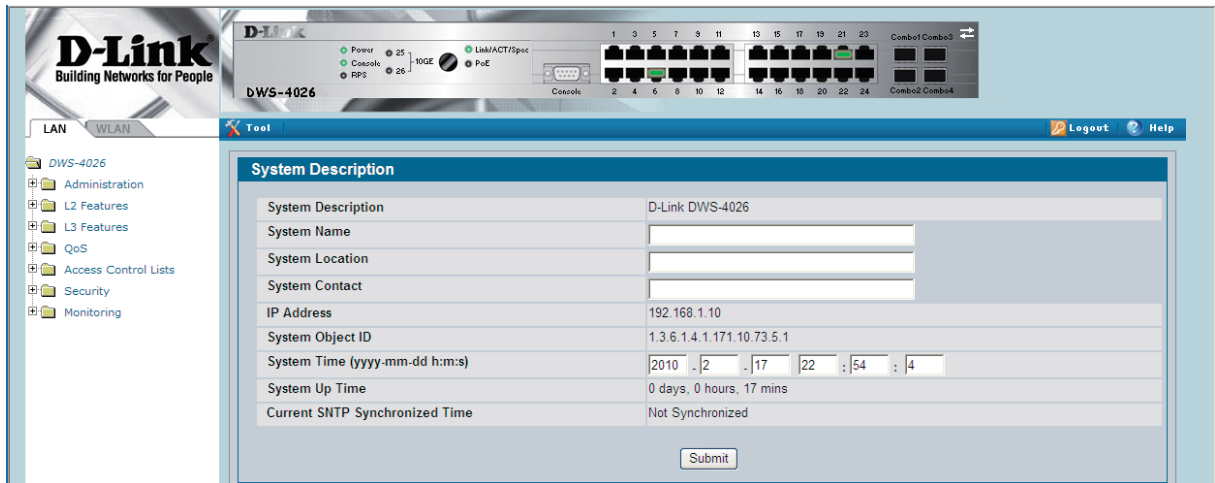 D-Link
Building Networks for People
D-Link
Power
Console
RPS
25
26
10GE
Link/ACT/Spee
PoE
DWS-4026
Console
1 3 5 7 9 11 13 15 17 19 21 23
2 4 6 8 10 12 14 16 18 20 22 24
Combo1 Combo3
Combo2 Combo4
LAN WLAN
Tool
Logout
Help
DWS-4026
Administration
L2 Features
L3 Features
QoS
Access Control Lists
Security
Monitoring
System Description
System Description D-Link DWS-4026
System Name
System Location
System Contact
IP Address 192.168.1.10
System Object ID 1.3.6.1.4.1.171.10.73.5.1
System Time (yyyy-mm-dd h:m:s) 2010 - 2 - 17 22 : 54 : 4
System Up Time 0 days, 0 hours, 17 mins
Current SNTP Synchronized Time Not Synchronized
Submit